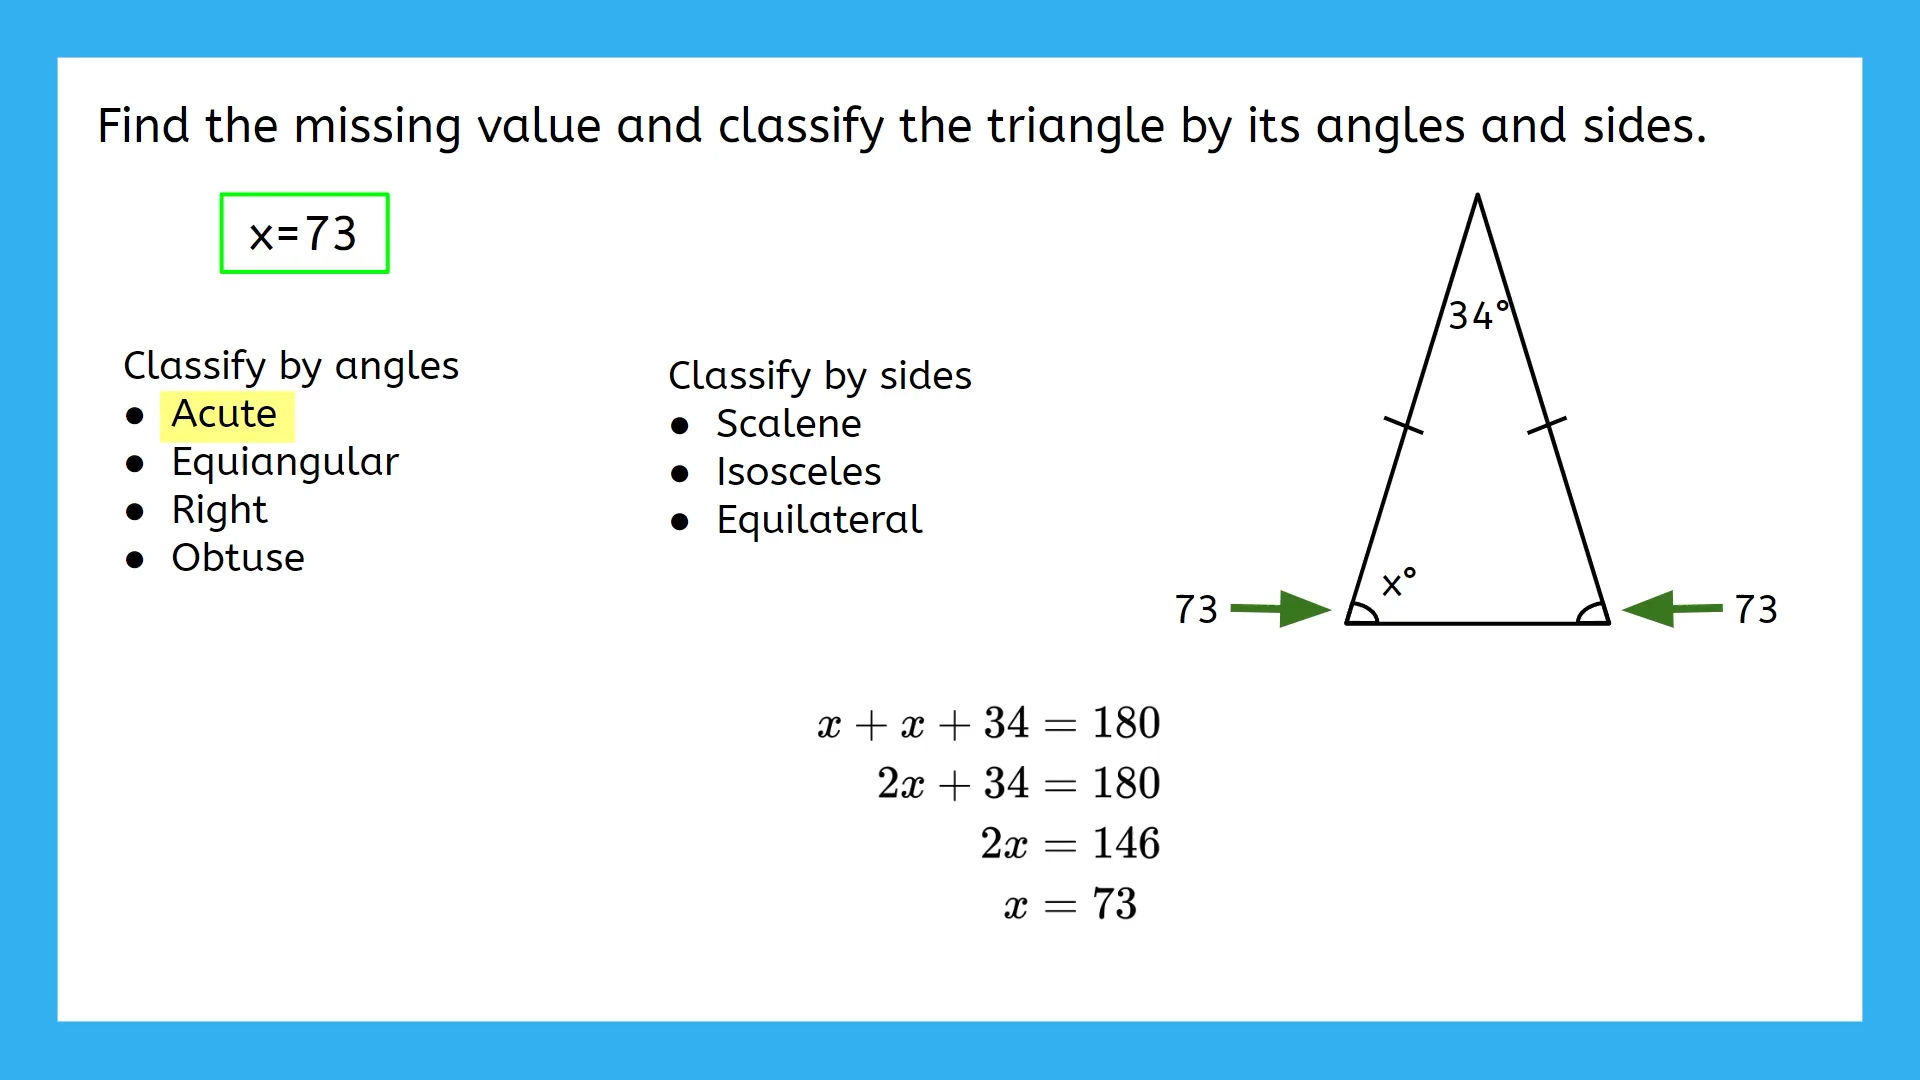 Find the missing value and classify the triangle by its angles and sides.
x=73
Classify by angles
● Acute
● Equiangular
● Right
● Obtuse
Classify by sides
● Scalene
● Isosceles
● Equilateral
34°
x°
73
73
x + x + 34 = 180
2x + 34 = 180
2x = 146
x = 73